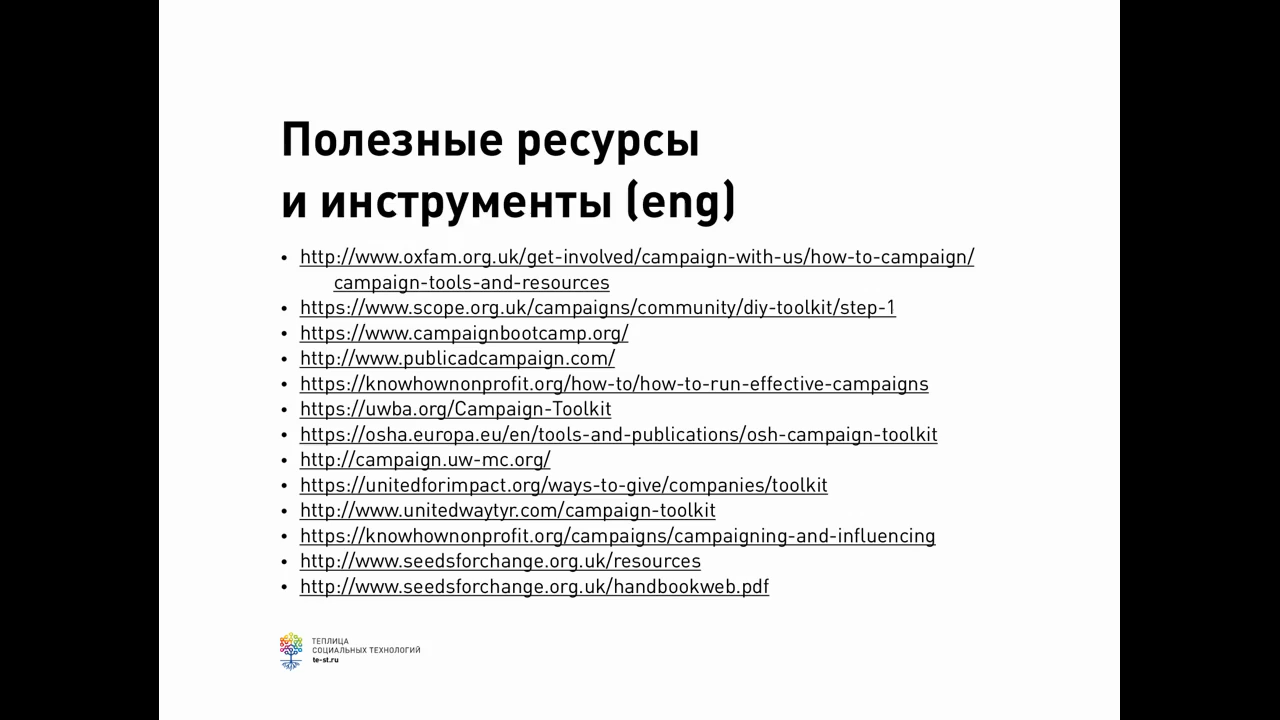 Полезные ресурсы
и инструменты (eng)
• http://www.oxfam.org.uk/get-involved/campaign-with-us/how-to-campaign/
campaign-tools-and-resources
• https://www.scope.org.uk/campaigns/community/diy-toolkit/step-1
• https://www.campaignbootcamp.org/
• http://www.publicadcampaign.com/
• https://knowhownonprofit.org/how-to/how-to-run-effective-campaigns
• https://uwba.org/Campaign-Toolkit
• https://osha.europa.eu/en/tools-and-publications/osh-campaign-toolkit
• http://campaign.uw-mc.org/
• https://unitedforimpact.org/ways-to-give/companies/toolkit
• http://www.unitedwaytyr.com/campaign-toolkit
• https://knowhownonprofit.org/campaigns/campaigning-and-influencing
• http://www.seedsforchange.org.uk/resources
• http://www.seedsforchange.org.uk/handbookweb.pdf
ТЕПЛИЦА
СОЦИАЛЬНЫХ ТЕХНОЛОГИЙ
te-st.ru